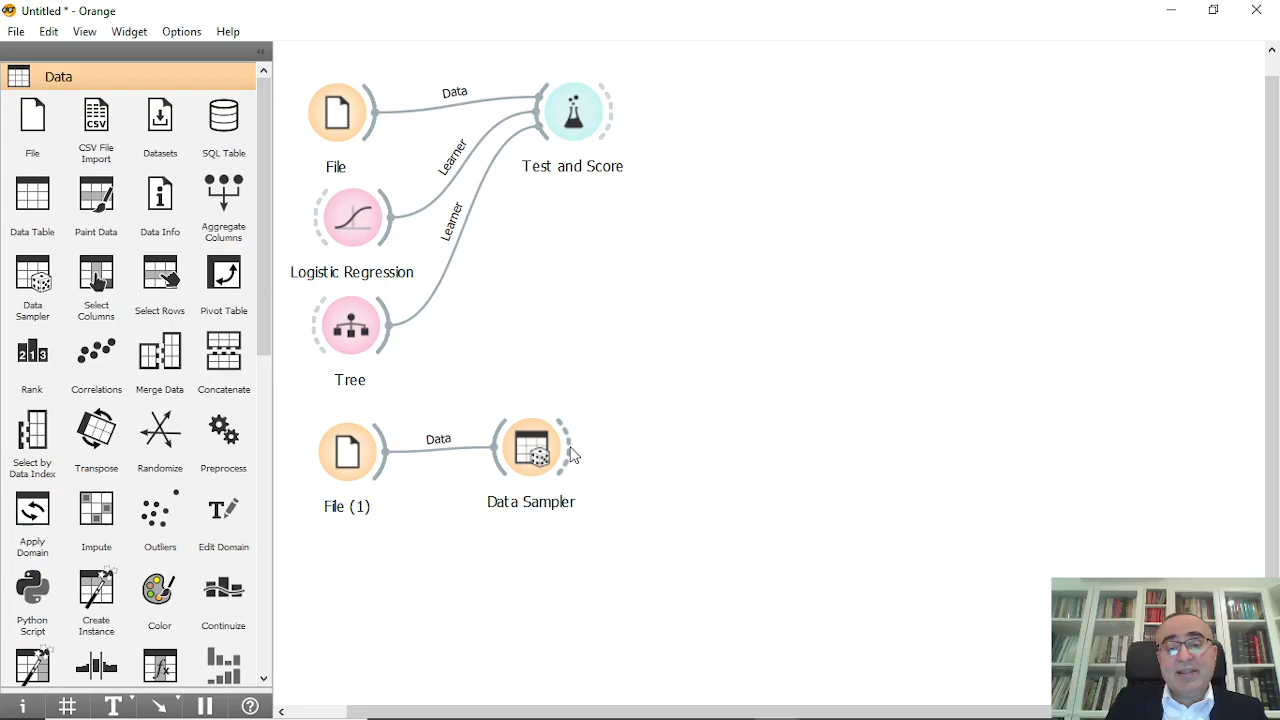 Untitled * - Orange
File Edit View Widget Options Help
Data
File
CSV File Import
Datasets
SQL Table
Data Table
Paint Data
Data Info
Aggregate Columns
Data Sampler
Select Columns
Select Rows
Pivot Table
Rank
Correlations
Merge Data
Concatenate
Select by Data Index
Transpose
Randomize
Preprocess
Apply Domain
Impute
Outliers
Edit Domain
Python Script
Create Instance
Color
Continuize
Data
File
Test and Score
Learner
Logistic Regression
Learner
Tree
Data
File (1)
Data Sampler